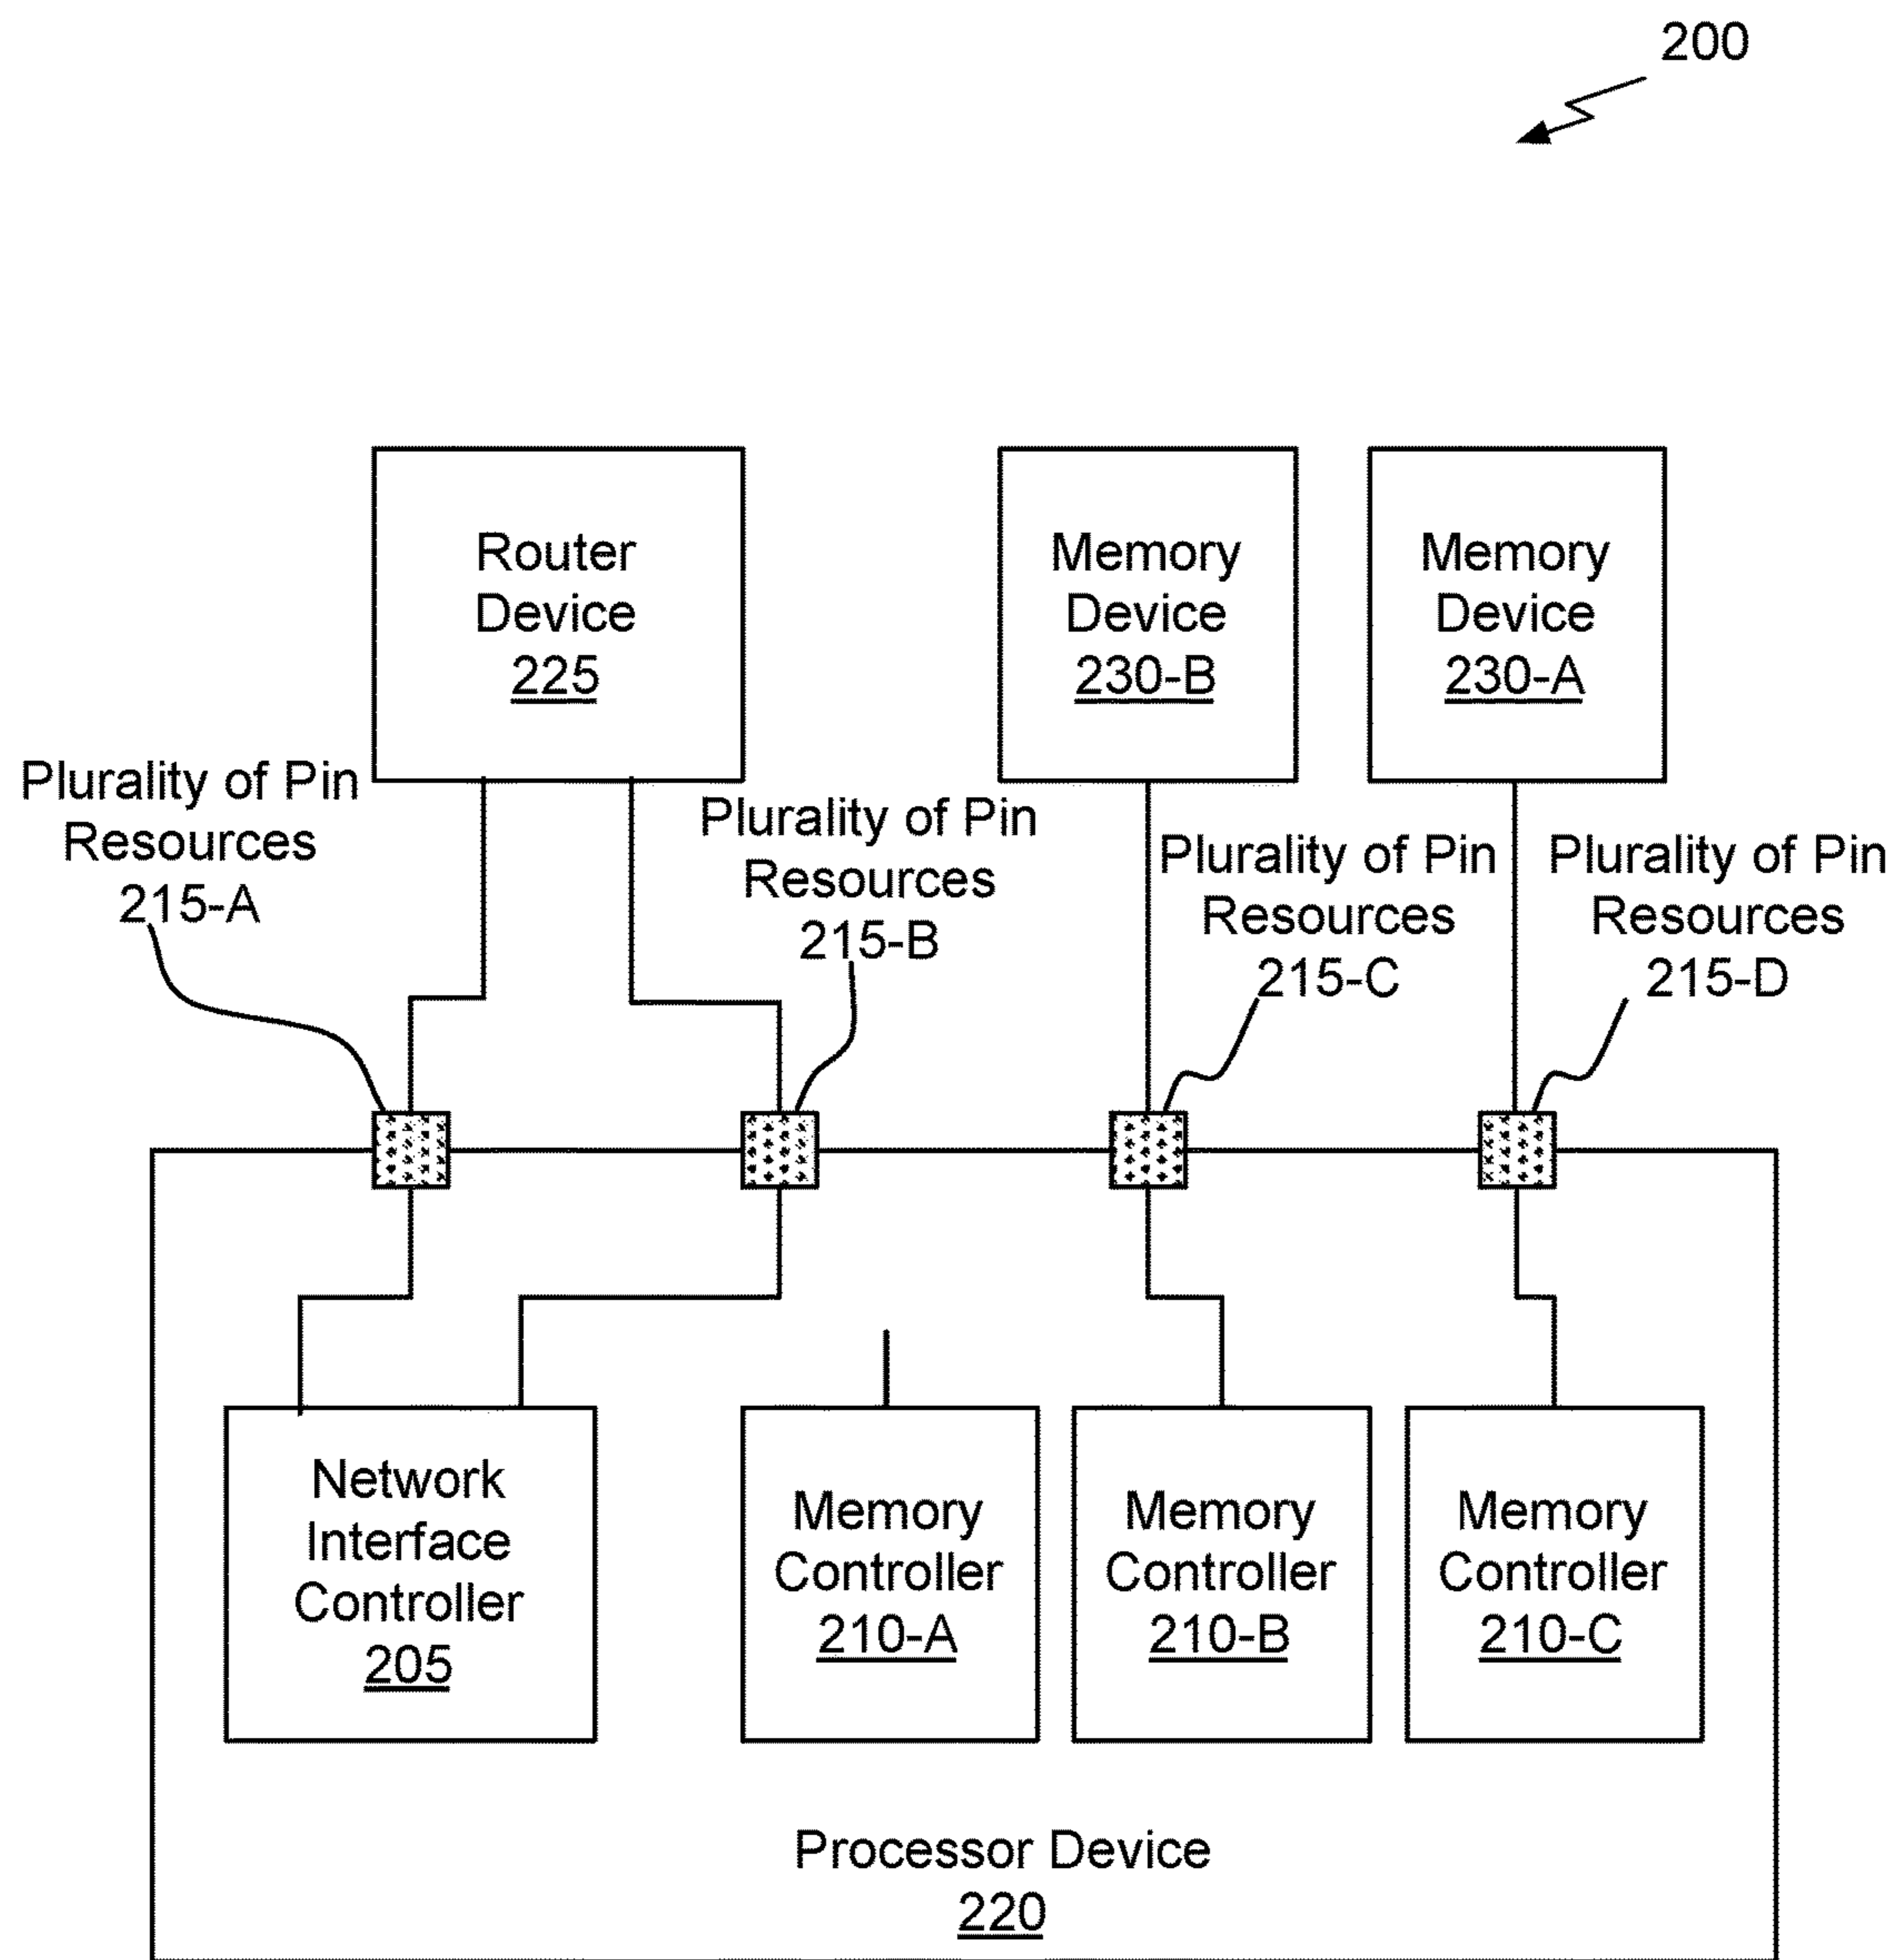 200
Router
Device
225
Memory
Device
230-B
Memory
Device
230-A
Plurality of Pin
Resources
215-A
Plurality of Pin
Resources
215-B
Plurality of Pin
Resources
215-C
Plurality of Pin
Resources
215-D
Network
Interface
Controller
205
Memory
Controller
210-A
Memory
Controller
210-B
Memory
Controller
210-C
Processor Device
220